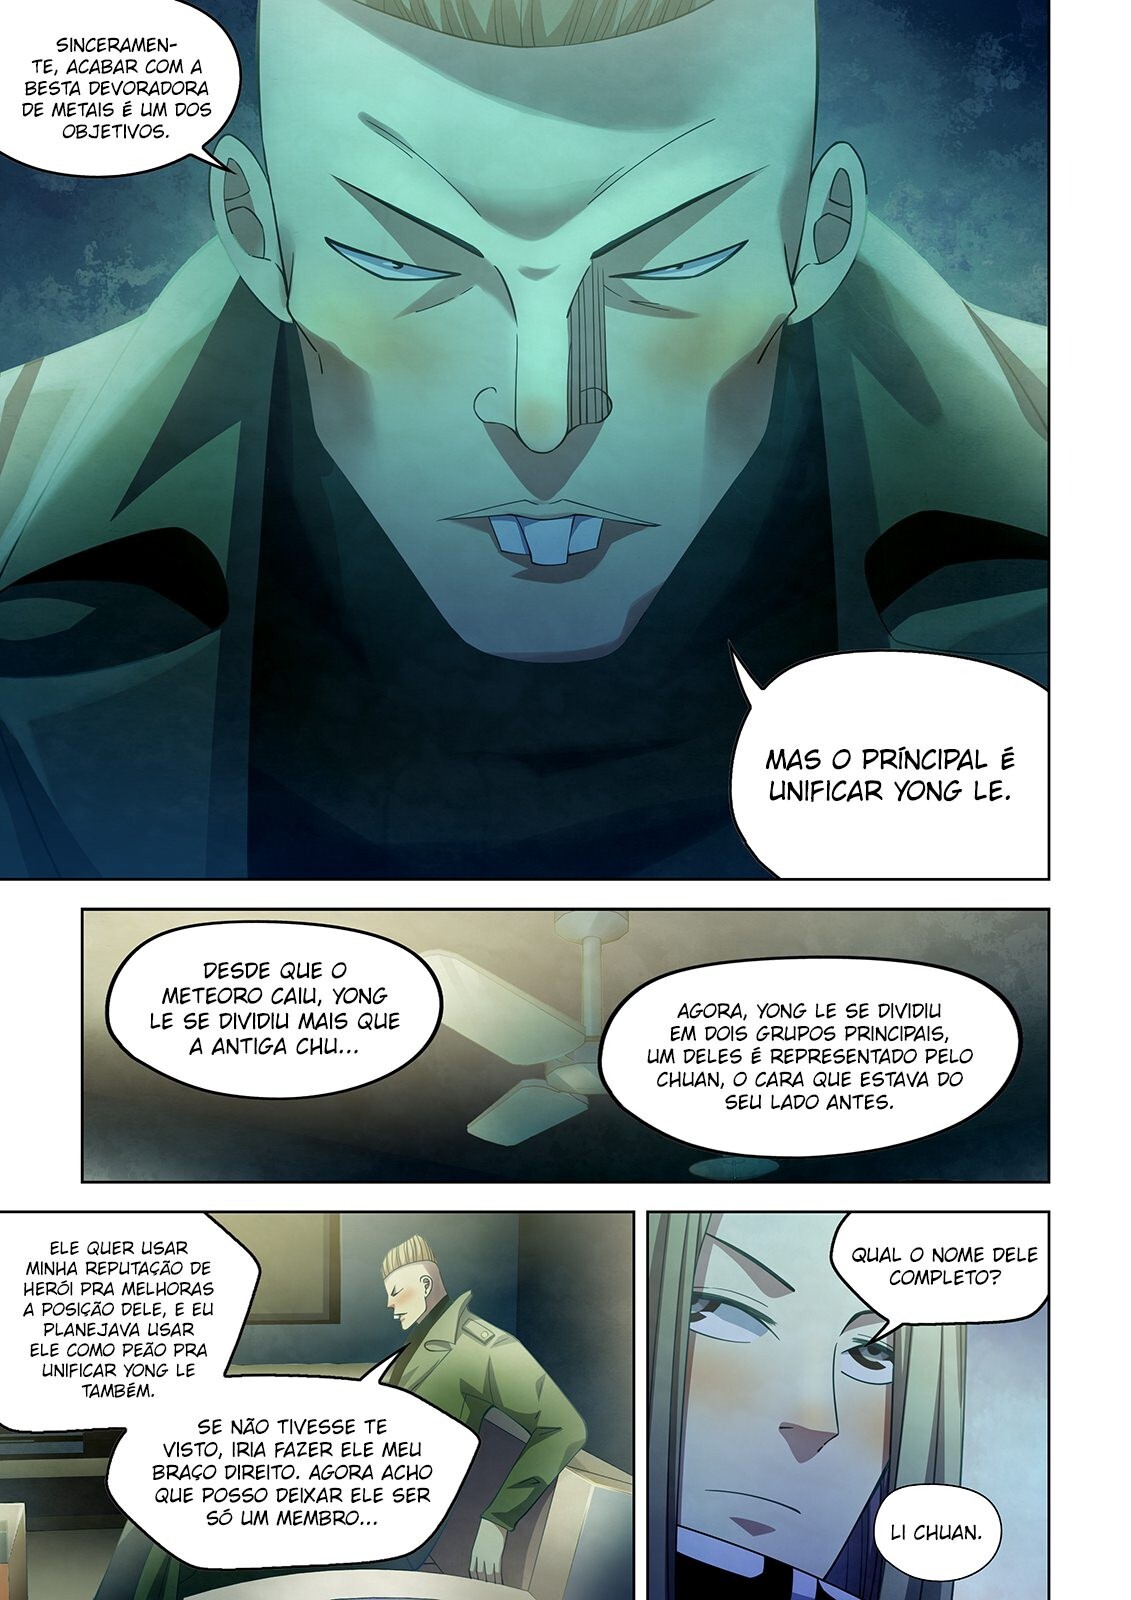 SINCERAMEN-
TE, ACABAR COM A
BESTA DEVORADORA
DE METAIS É UM DOS
OBJETIVOS.
MAS O PRÍNCIPAL É
UNIFICAR YONG LE.
DESDE QUE O
METEORO CAIU, YONG
LE SE DIVIDIU MAIS QUE
A ANTIGA CHU...
AGORA, YONG LE SE DIVIDIU
EM DOIS GRUPOS PRINCIPAIS,
UM DELES É REPRESENTADO PELO
CHUAN, O CARA QUE ESTAVA DO
SEU LADO ANTES.
ELE QUER USAR
MINHA REPUTAÇÃO DE
HERÓI PRA MELHORAS
A POSIÇÃO DELE, E EU
PLANEJAVA USAR
ELE COMO PEÃO PRA
UNIFICAR YONG LE
TAMBÉM.
SE NÃO TIVESSE TE
VISTO, IRIA FAZER ELE MEU
BRAÇO DIREITO. AGORA ACHO
QUE POSSO DEIXAR ELE SER
SÓ UM MEMBRO...
QUAL O NOME DELE
COMPLETO?
LI CHUAN.